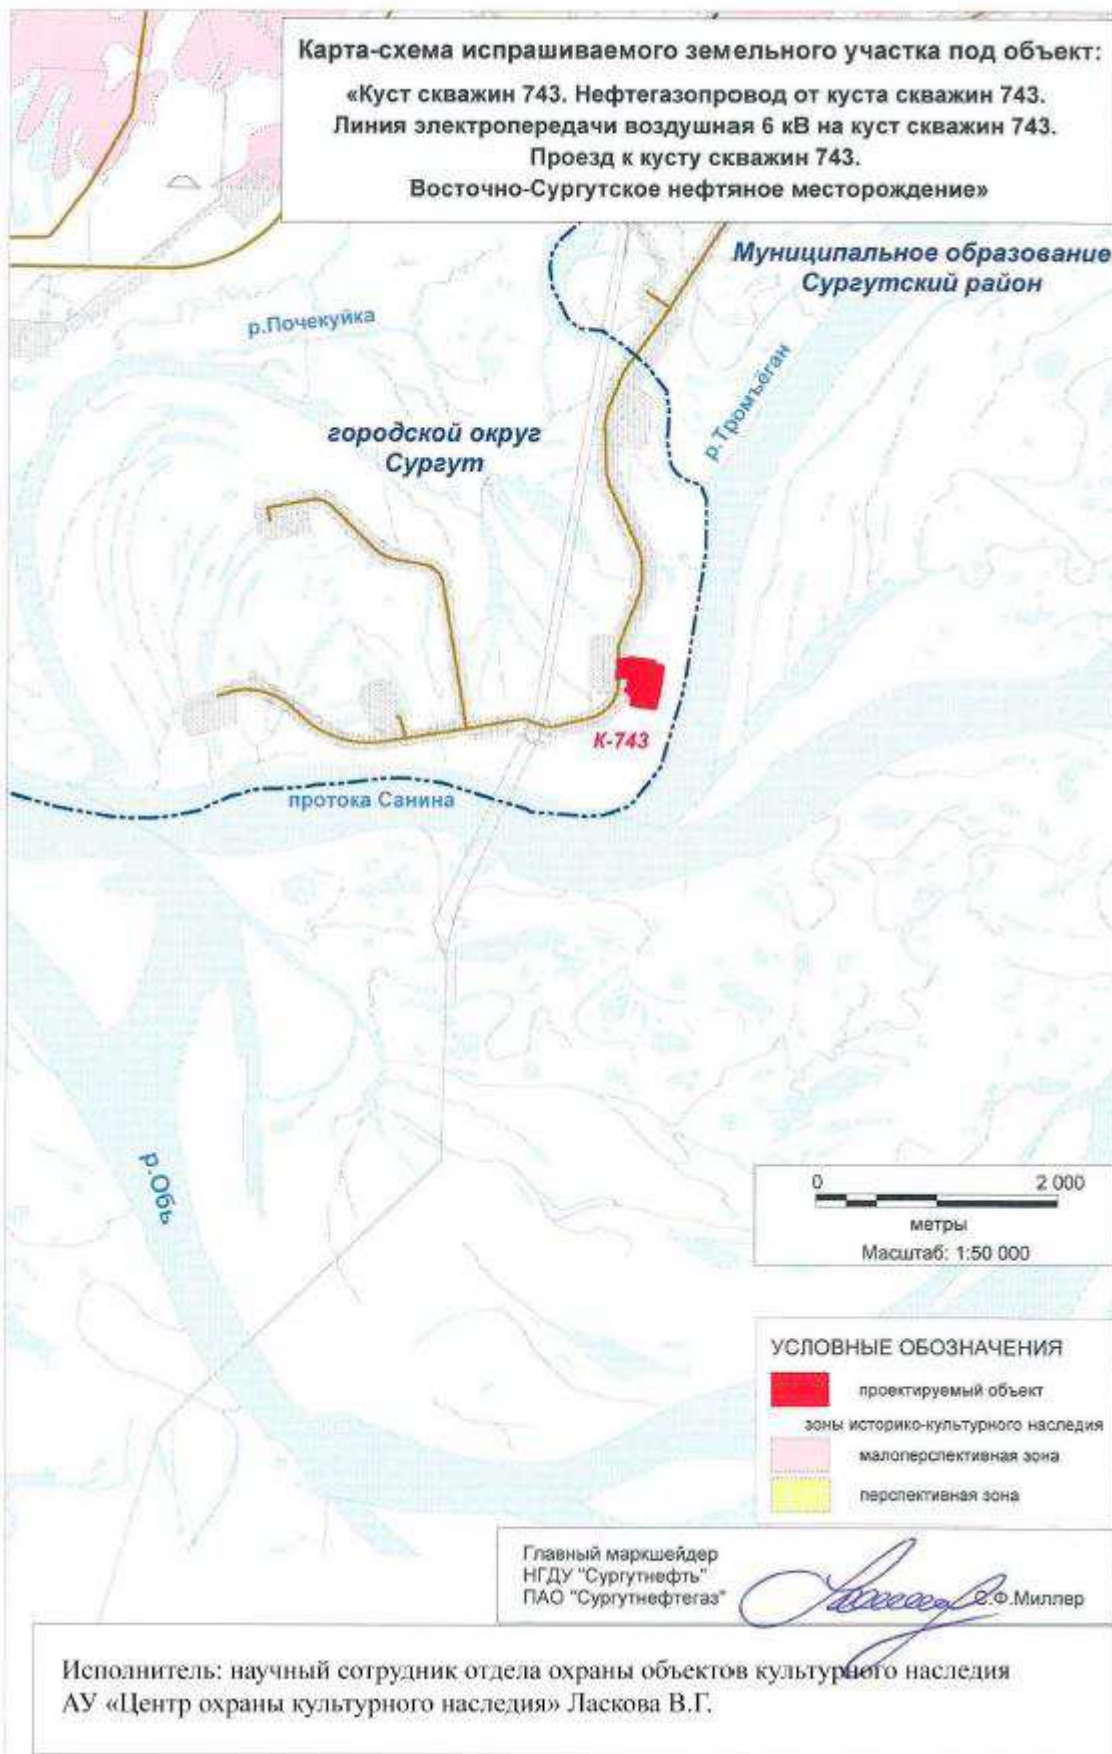 Карта-схема испрашиваемого земельного участка под объект:
«Куст скважин 743. Нефтегазопровод от куста скважин 743.
Линия электропередачи воздушная 6 кВ на куст скважин 743.
Проезд к кусту скважин 743.
Восточно-Сургутское нефтяное месторождение»
Муниципальное образование
Сургутский район
р.Почекуйка
р.Тромъёган
городской округ
Сургут
К-743
протока Санина
р.Обь
0 2 000
метры
Масштаб: 1:50 000
УСЛОВНЫЕ ОБОЗНАЧЕНИЯ
проектируемый объект
зоны историко-культурного наследия
малоперспективная зона
перспективная зона
Главный маркшейдер
НГДУ "Сургутнефть"
ПАО "Сургутнефтегаз"
С.Ф.Миллер
Исполнитель: научный сотрудник отдела охраны объектов культурного наследия
АУ «Центр охраны культурного наследия» Ласкова В.Г.